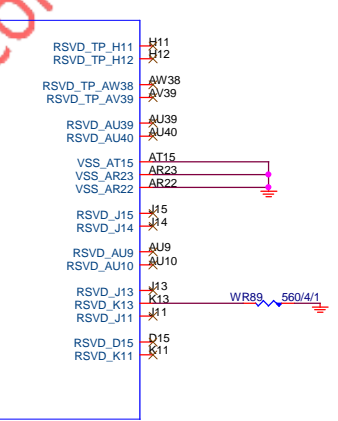 RSVD_TP_H11 H11
RSVD_TP_H12 H12
RSVD_TP_AW38 AW38
RSVD_TP_AV39 AV39
RSVD_AU39 AU39
RSVD_AU40 AU40
VSS_AT15 AT15
VSS_AR23 AR23
VSS_AR22 AR22
RSVD_J15 J15
RSVD_J14 J14
RSVD_AU9 AU9
RSVD_AU10 AU10
RSVD_J13 J13
RSVD_K13 K13 WR89 560/4/1
RSVD_J11 J11
RSVD_D15 D15
RSVD_K11 K11